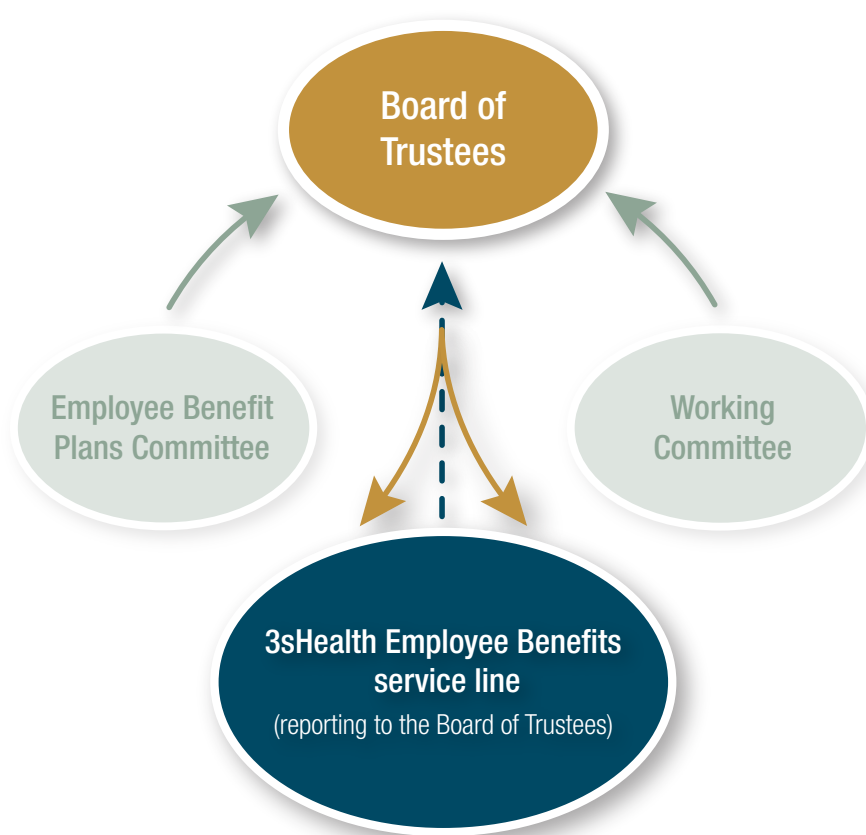 Board of
Trustees
Employee Benefit
Plans Committee
Working
Committee
3sHealth Employee Benefits
service line
(reporting to the Board of Trustees)